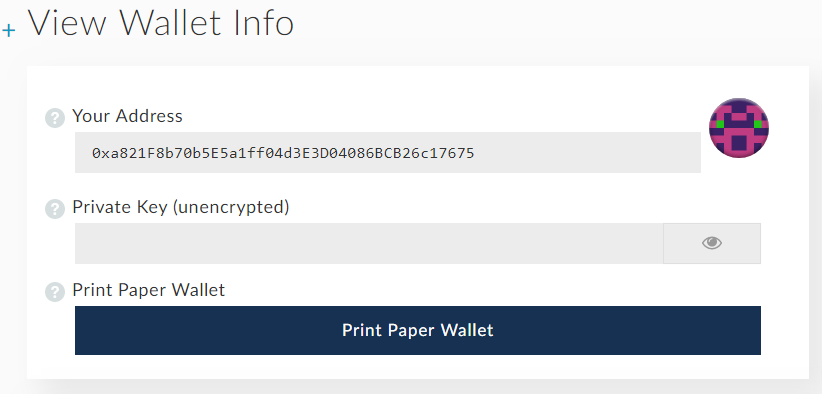 + View Wallet Info
? Your Address
0xa821F8b70b5E5a1ff04d3E3D04086BCB26c17675
? Private Key (unencrypted)
? Print Paper Wallet
Print Paper Wallet